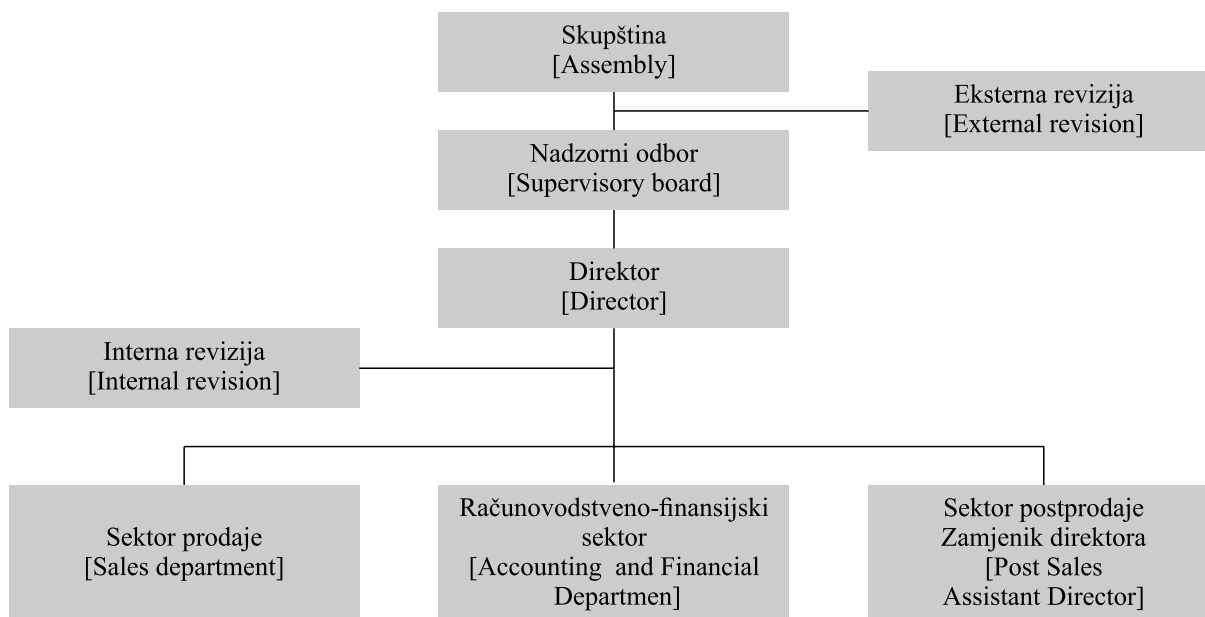 Skupština
[Assembly]
Eksterna revizija
[External revision]
Nadzorni odbor
[Supervisory board]
Direktor
[Director]
Interna revizija
[Internal revision]
Sektor prodaje
[Sales department]
Računovodstveno-finansijski
sektor
[Accounting  and Financial
Departmen]
Sektor postprodaje
Zamjenik direktora
[Post Sales
Assistant Director]